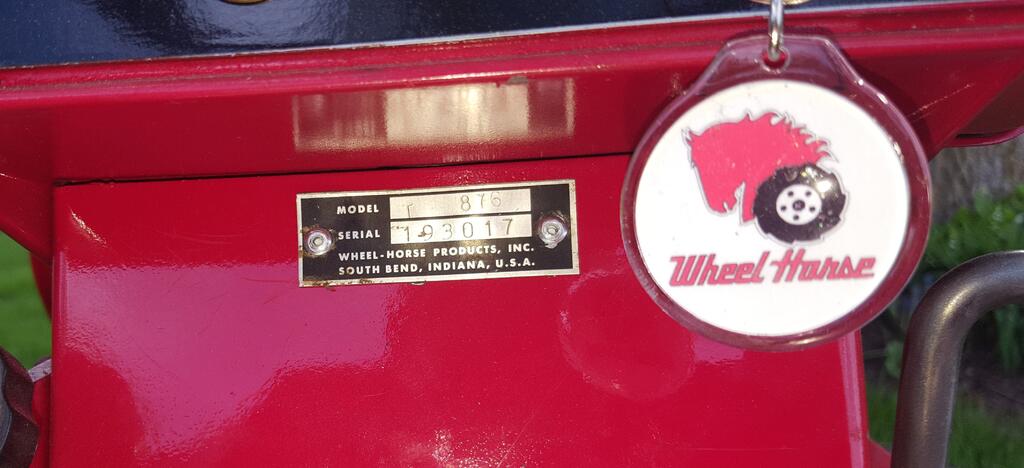 MODEL 876
SERIAL 193017
WHEEL-HORSE PRODUCTS, INC.
SOUTH BEND, INDIANA, U.S.A.
Wheel Horse